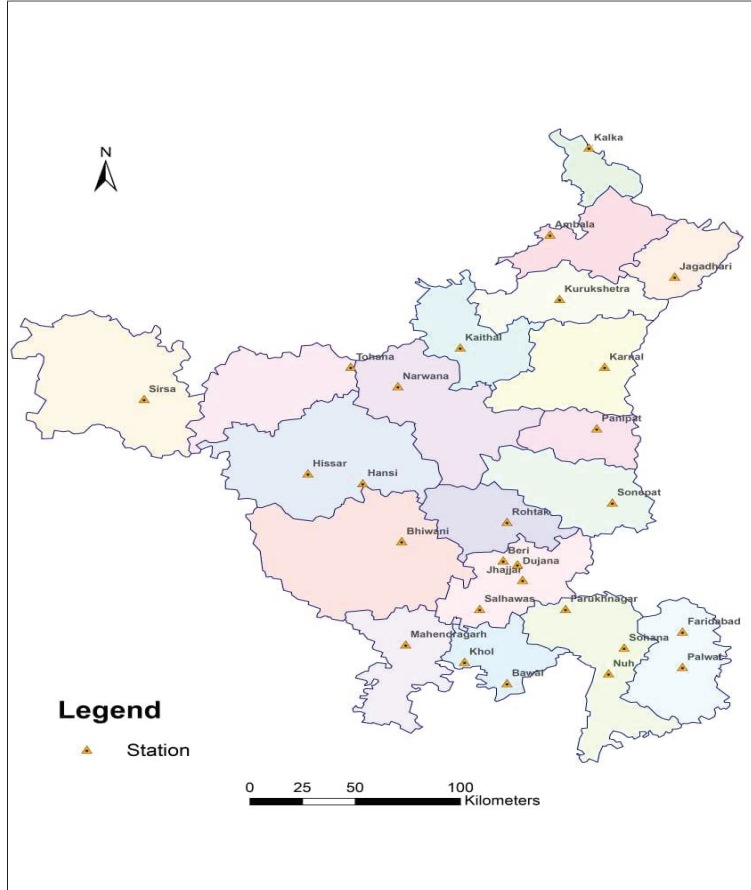 Kalka
N
Ambala
Jagadhari
Kurukshetra
Kaithal
Tohana
Karnal
Narwana
Sirsa
Panipat
Hissar
Hansi
Sonepat
Rohtak
Bhiwani
Beri
Dujana
Jhajjar
Salhawas
Parukhnagar
Faridabad
Mahendragarh
Sohana
Khol
Palwal
Nuh
Bawal
Legend
Station
0 25 50 100
Kilometers